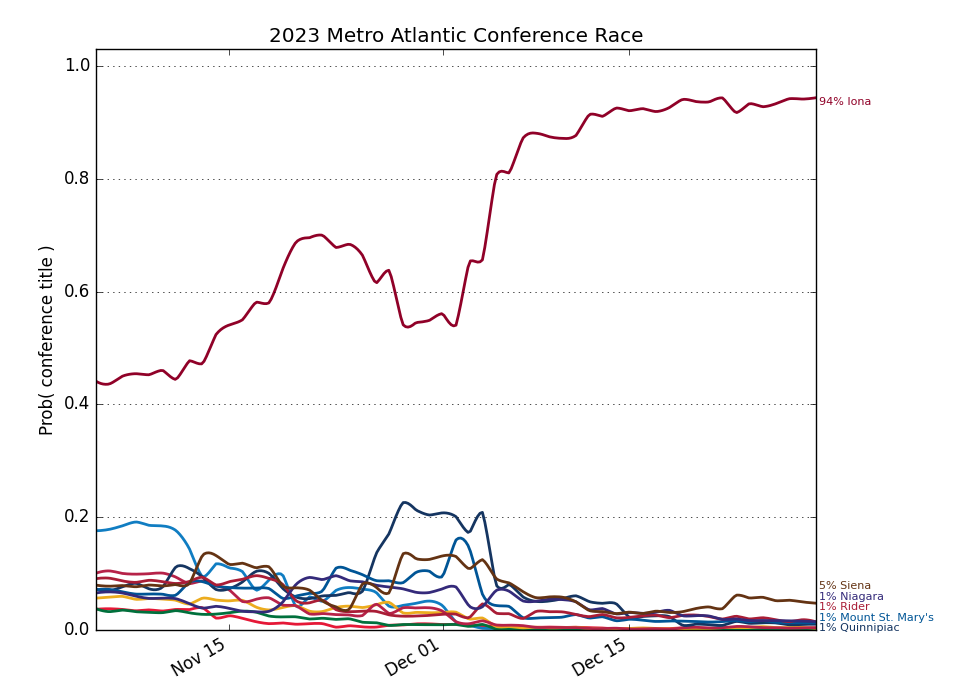 2023 Metro Atlantic Conference Race
Prob( conference title )
1.0
0.8
0.6
0.4
0.2
0.0
Nov 15
Dec 01
Dec 15
94% Iona
5% Siena
1% Niagara
1% Rider
1% Mount St. Mary's
1% Quinnipiac